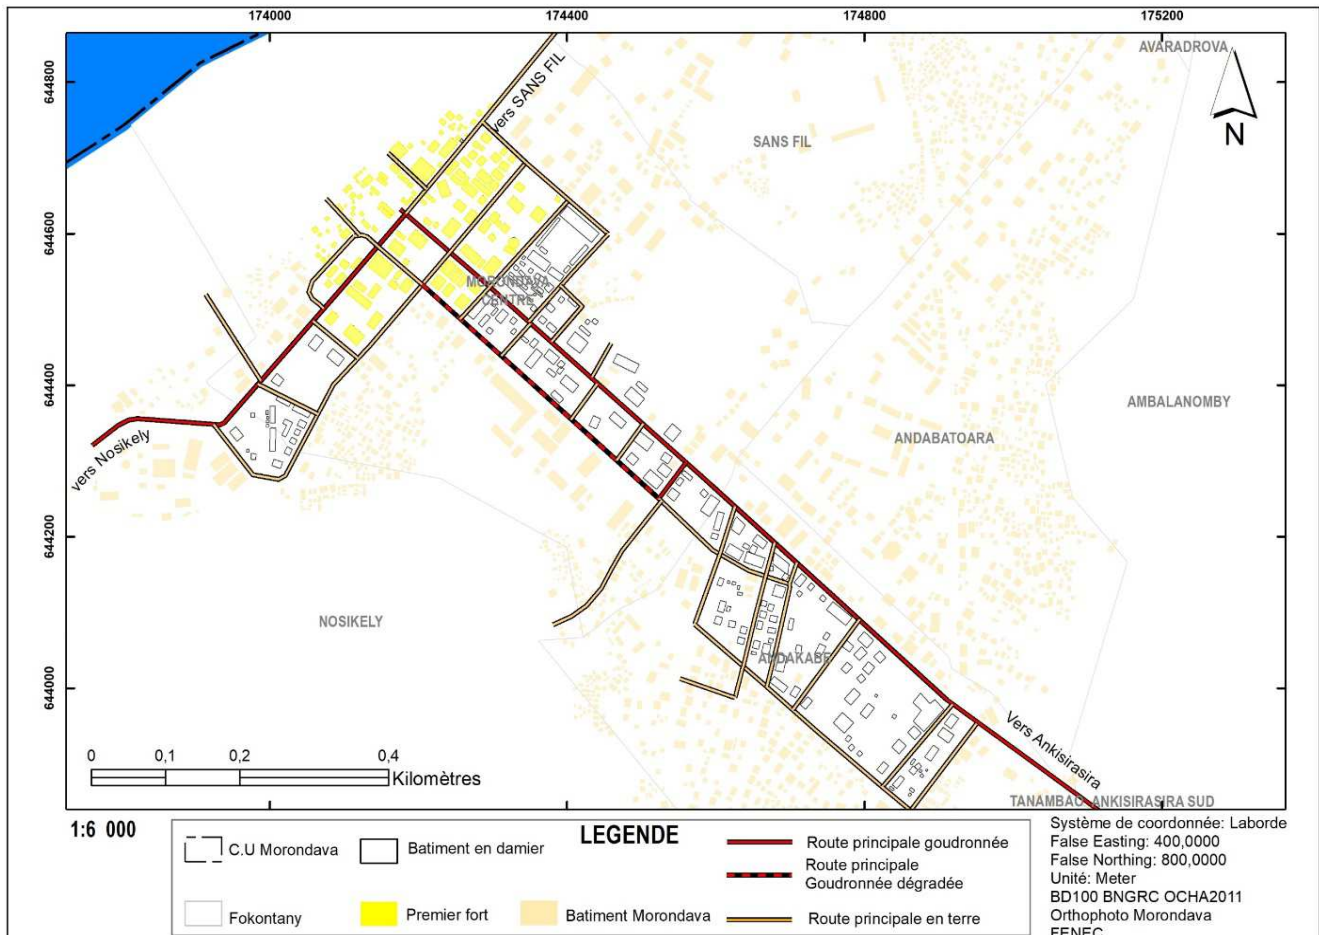 174000
174400
174800
175200
644800
644600
644400
644200
644000
AVARADROVA
vers SANS FIL
SANS FIL
N
MORONDAVA
CENTRE
AMBALANOMBY
ANDABATOARA
vers Nosikely
NOSIKELY
ANDAKABE
Vers Ankisirasira
TANAMBAO ANKISIRASIRA SUD
0
0,1
0,2
0,4
Kilomètres
1:6 000
LEGENDE
C.U Morondava
Batiment en damier
Route principale goudronnée
Route principale
Goudronnée dégradée
Fokontany
Premier fort
Batiment Morondava
Route principale en terre
Système de coordonnée: Laborde
False Easting: 400,0000
False Northing: 800,0000
Unité: Meter
BD100 BNGRC OCHA2011
Orthophoto Morondava
FENEC